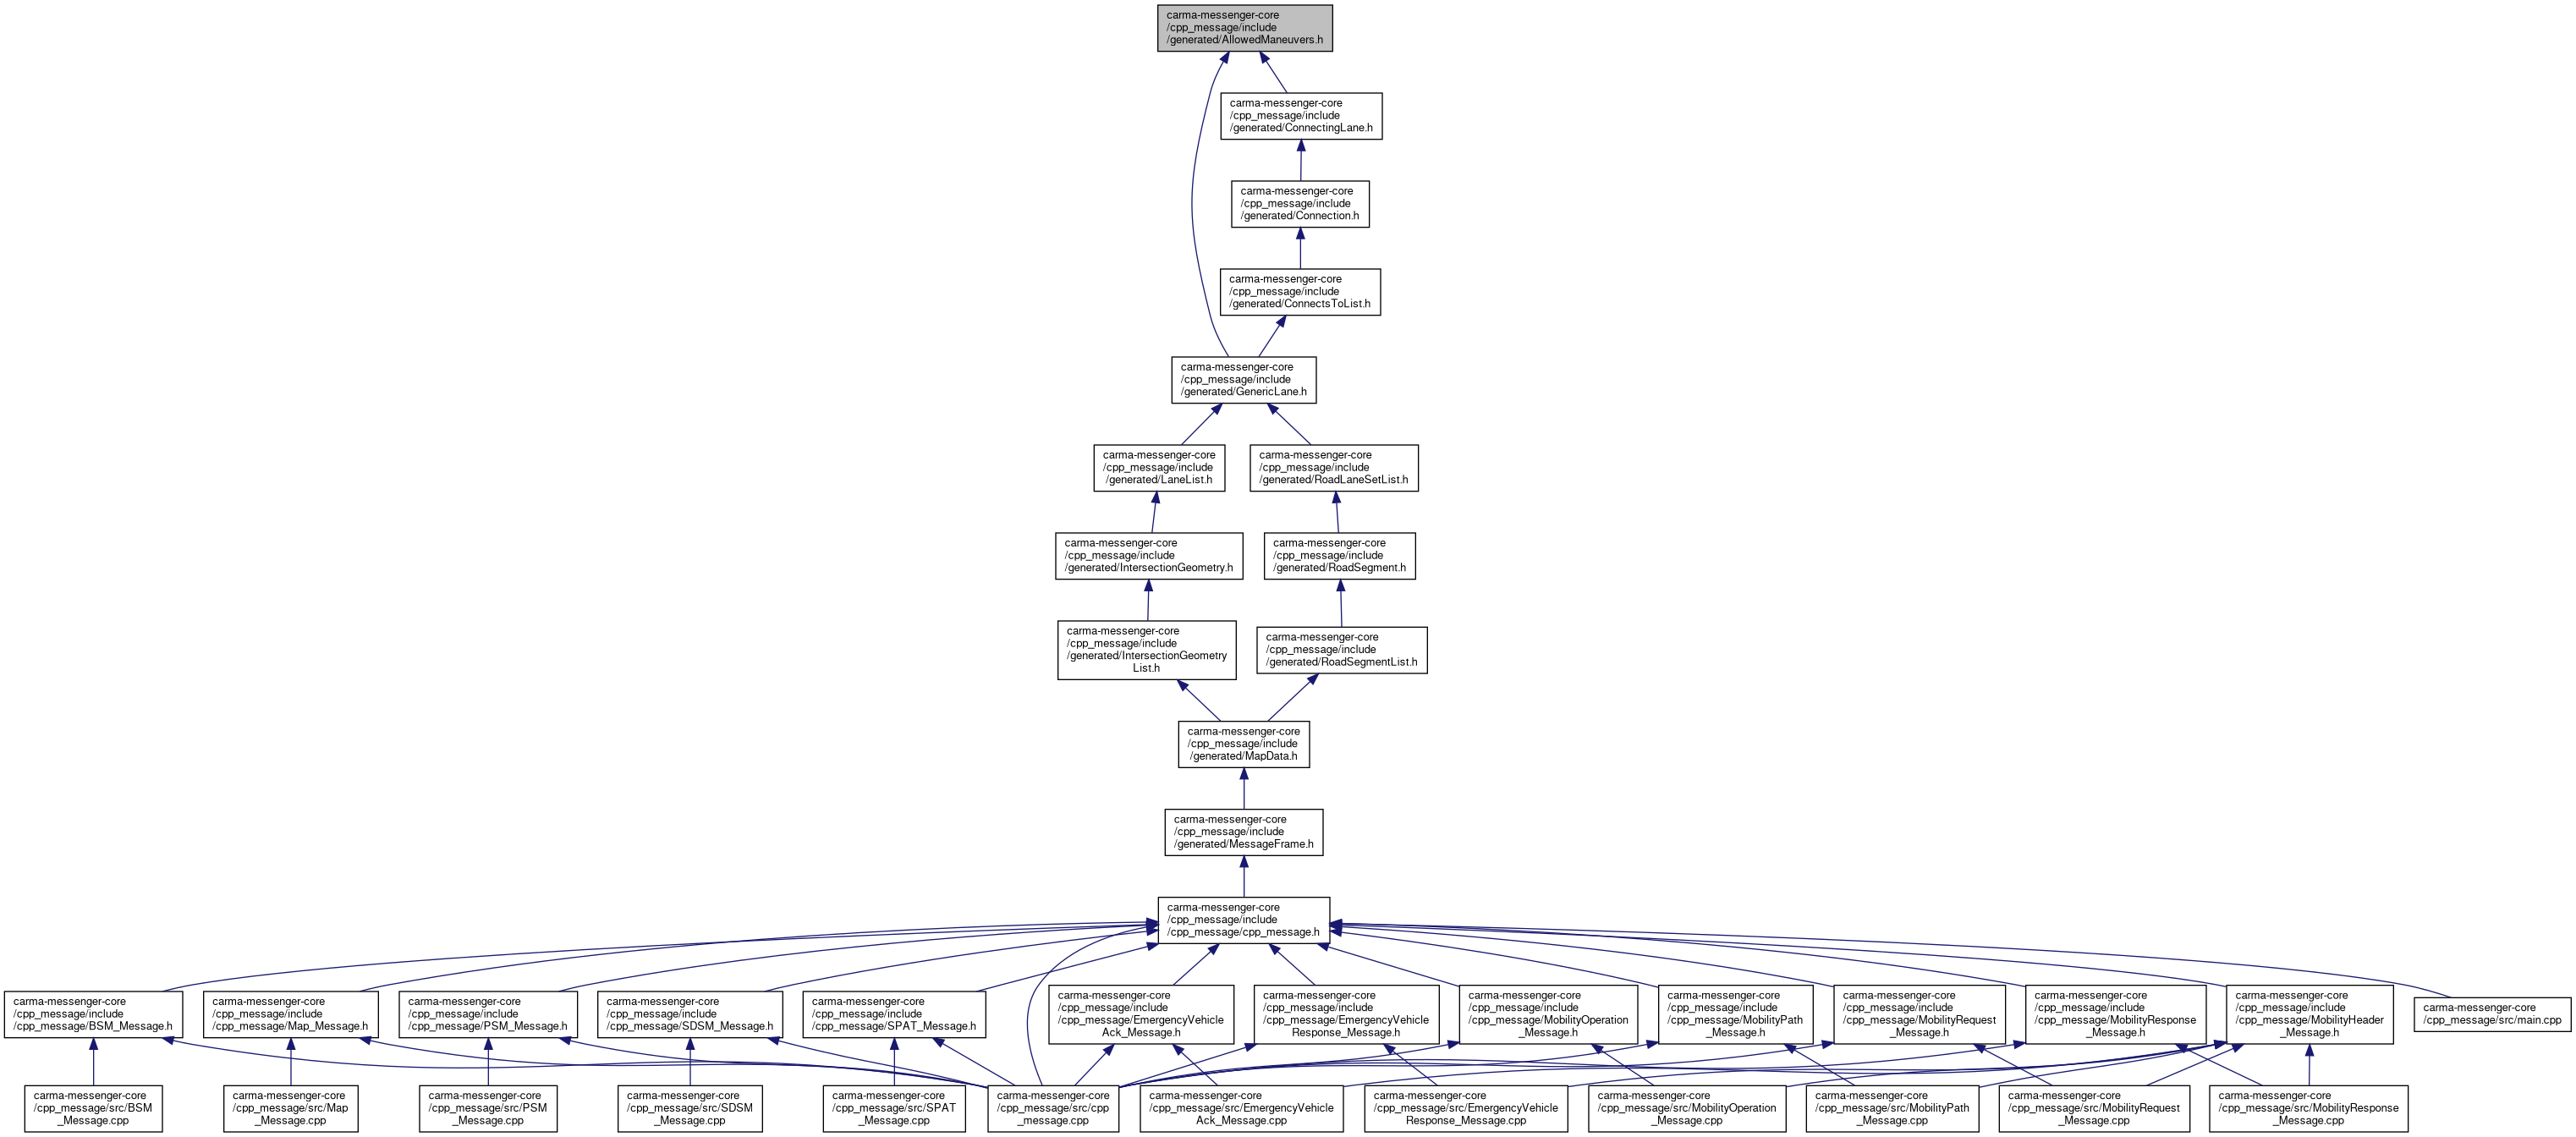 carma-messenger-core
/cpp_message/include
/generated/AllowedManeuvers.h
carma-messenger-core
/cpp_message/include
/generated/ConnectingLane.h
carma-messenger-core
/cpp_message/include
/generated/Connection.h
carma-messenger-core
/cpp_message/include
/generated/ConnectsToList.h
carma-messenger-core
/cpp_message/include
/generated/GenericLane.h
carma-messenger-core
/cpp_message/include
/generated/LaneList.h
carma-messenger-core
/cpp_message/include
/generated/RoadLaneSetList.h
carma-messenger-core
/cpp_message/include
/generated/IntersectionGeometry.h
carma-messenger-core
/cpp_message/include
/generated/RoadSegment.h
carma-messenger-core
/cpp_message/include
/generated/IntersectionGeometry
List.h
carma-messenger-core
/cpp_message/include
/generated/RoadSegmentList.h
carma-messenger-core
/cpp_message/include
/generated/MapData.h
carma-messenger-core
/cpp_message/include
/generated/MessageFrame.h
carma-messenger-core
/cpp_message/include
/cpp_message/cpp_message.h
carma-messenger-core
/cpp_message/include
/cpp_message/BSM_Message.h
carma-messenger-core
/cpp_message/include
/cpp_message/Map_Message.h
carma-messenger-core
/cpp_message/include
/cpp_message/PSM_Message.h
carma-messenger-core
/cpp_message/include
/cpp_message/SDSM_Message.h
carma-messenger-core
/cpp_message/include
/cpp_message/SPAT_Message.h
carma-messenger-core
/cpp_message/include
/cpp_message/EmergencyVehicle
Ack_Message.h
carma-messenger-core
/cpp_message/include
/cpp_message/EmergencyVehicle
Response_Message.h
carma-messenger-core
/cpp_message/include
/cpp_message/MobilityOperation
_Message.h
carma-messenger-core
/cpp_message/include
/cpp_message/MobilityPath
_Message.h
carma-messenger-core
/cpp_message/include
/cpp_message/MobilityRequest
_Message.h
carma-messenger-core
/cpp_message/include
/cpp_message/MobilityResponse
_Message.h
carma-messenger-core
/cpp_message/include
/cpp_message/MobilityHeader
_Message.h
carma-messenger-core
/cpp_message/src/main.cpp
carma-messenger-core
/cpp_message/src/BSM
_Message.cpp
carma-messenger-core
/cpp_message/src/Map
_Message.cpp
carma-messenger-core
/cpp_message/src/PSM
_Message.cpp
carma-messenger-core
/cpp_message/src/SDSM
_Message.cpp
carma-messenger-core
/cpp_message/src/SPAT
_Message.cpp
carma-messenger-core
/cpp_message/src/cpp
_message.cpp
carma-messenger-core
/cpp_message/src/EmergencyVehicle
Ack_Message.cpp
carma-messenger-core
/cpp_message/src/EmergencyVehicle
Response_Message.cpp
carma-messenger-core
/cpp_message/src/MobilityOperation
_Message.cpp
carma-messenger-core
/cpp_message/src/MobilityPath
_Message.cpp
carma-messenger-core
/cpp_message/src/MobilityRequest
_Message.cpp
carma-messenger-core
/cpp_message/src/MobilityResponse
_Message.cpp